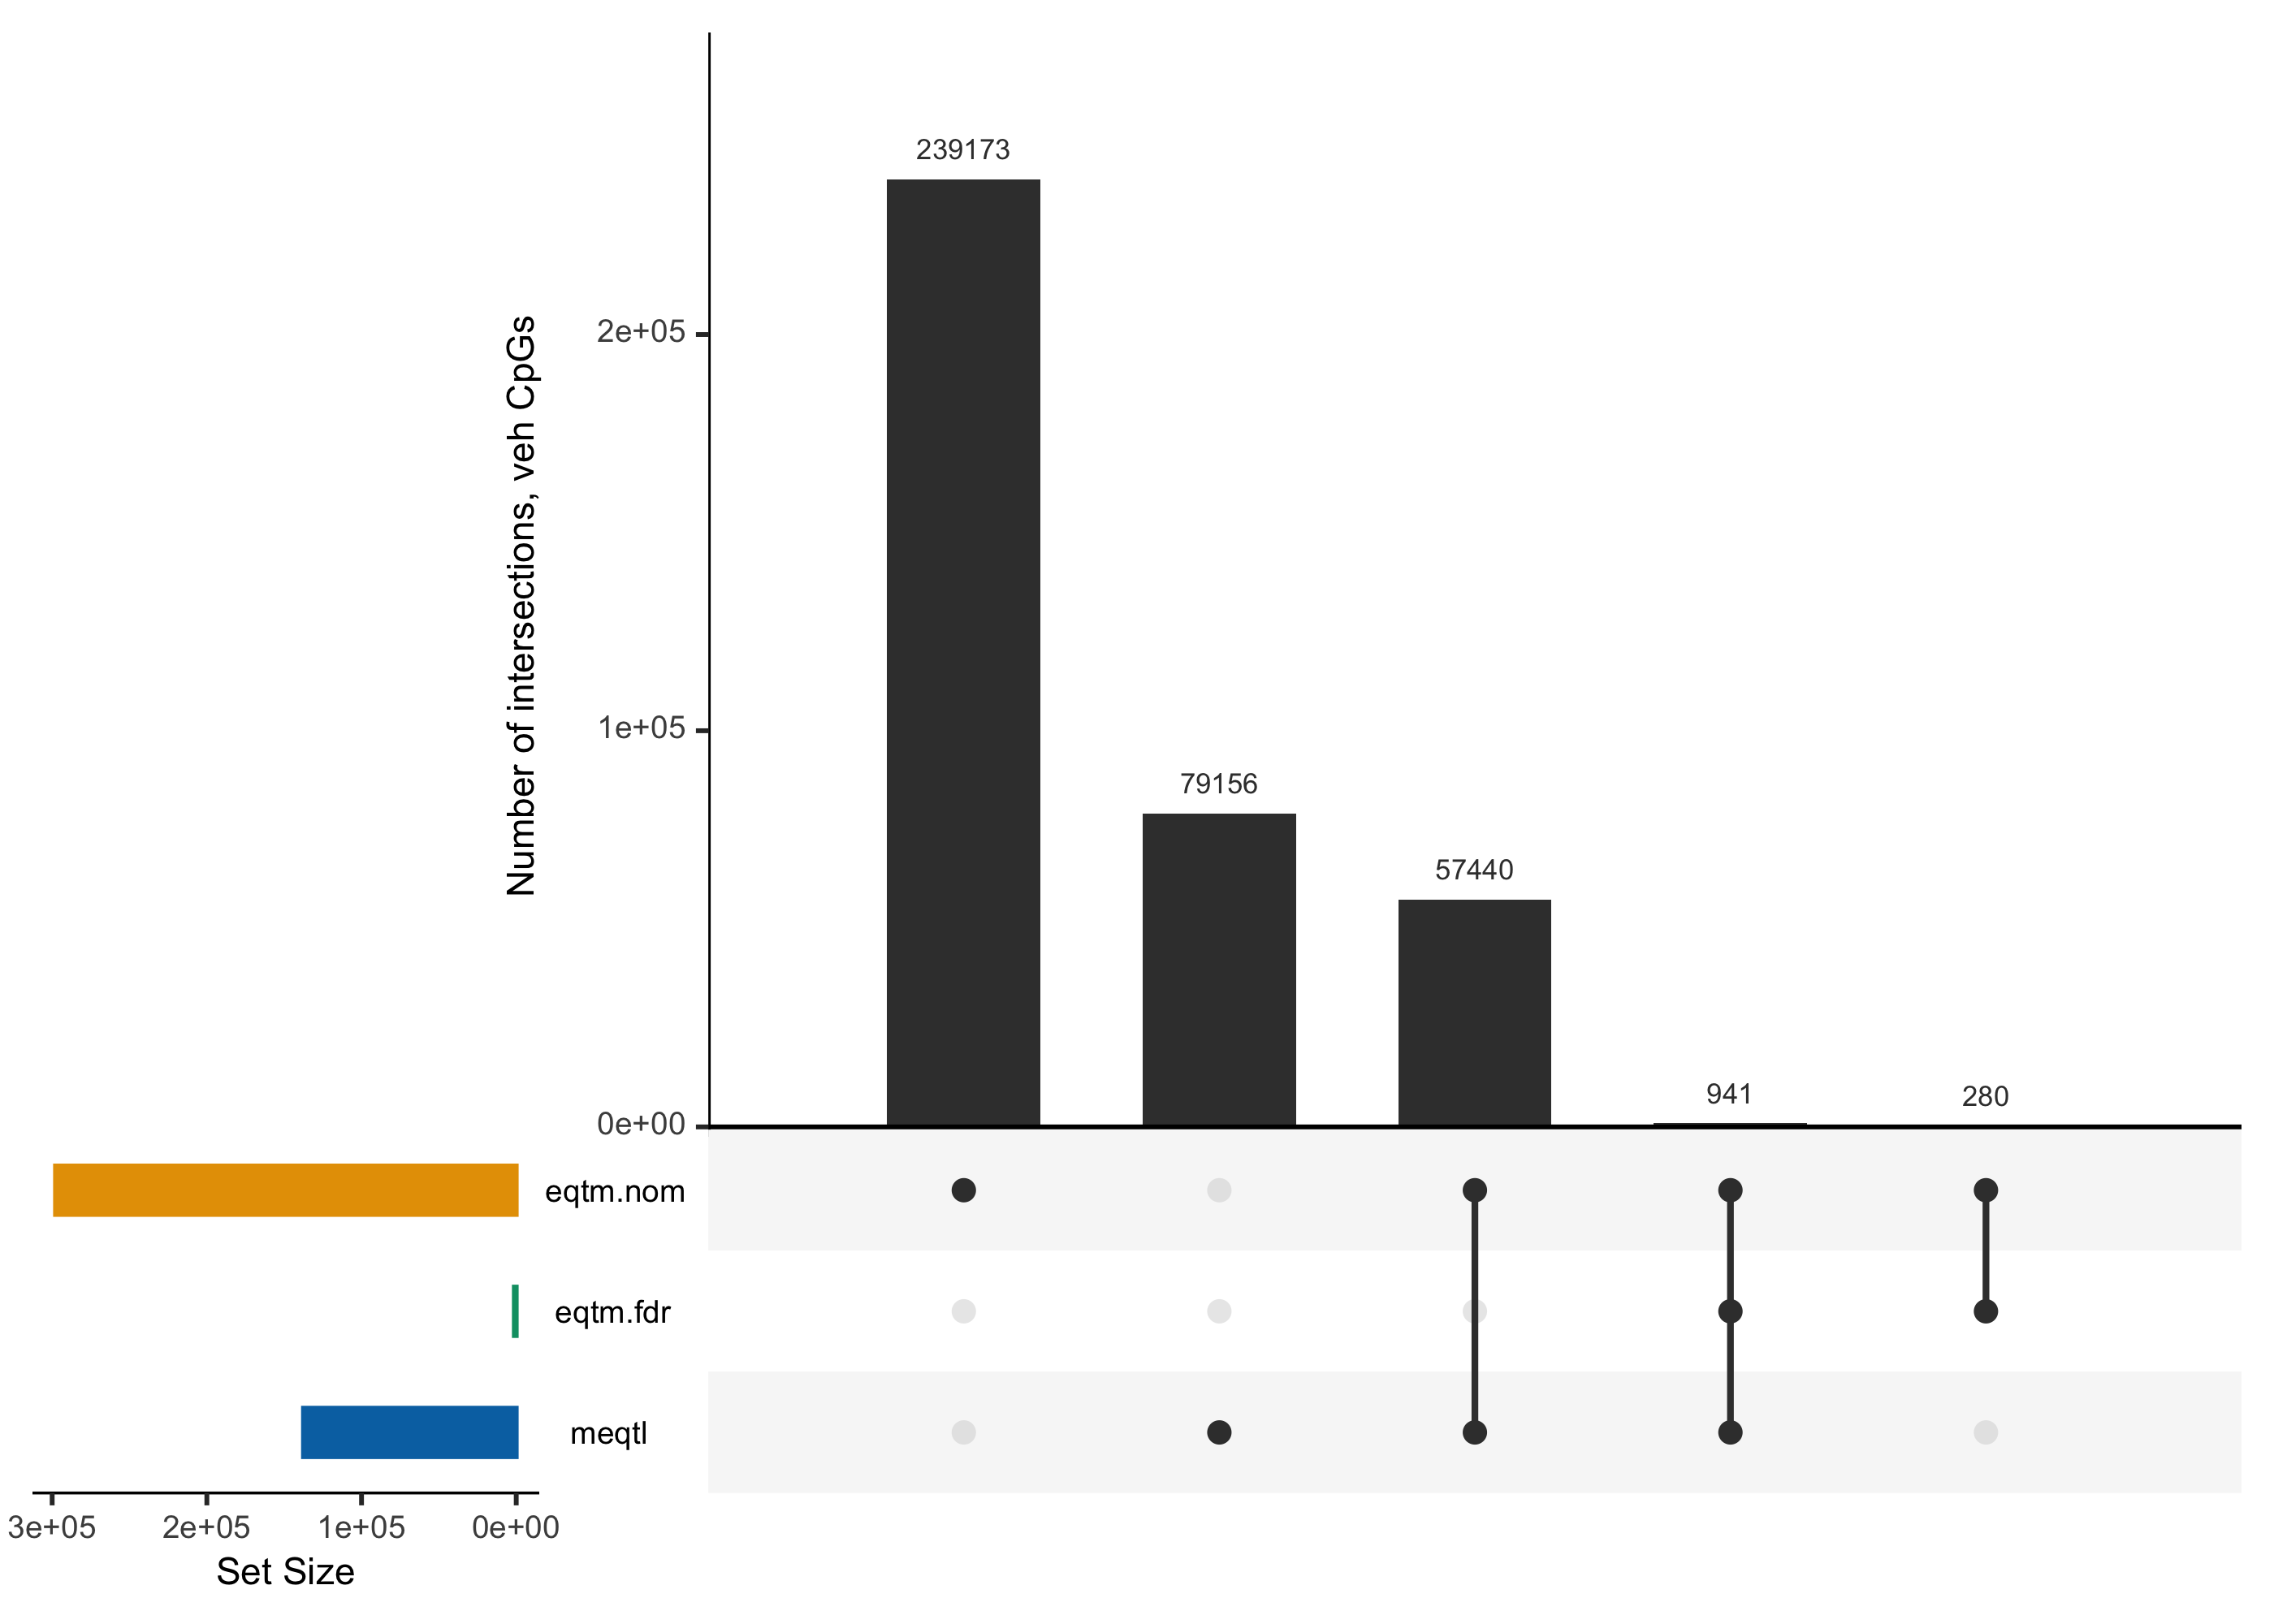 239173
2e+05
Number of intersections, veh CpGs
1e+05
79156
57440
941
280
0e+00
eqtm.nom
eqtm.fdr
meqtl
3e+05 2e+05 1e+05 0e+00
Set Size